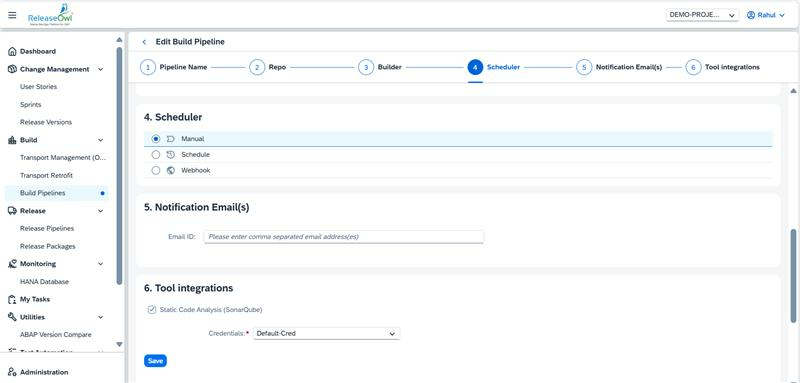 ReleaseOwl
DEMO-PROJE...
Rahul
Dashboard
Change Management
User Stories
Sprints
Release Versions
Build
Transport Management (O...
Transport Retrofit
Build Pipelines
Release
Release Pipelines
Release Packages
Monitoring
HANA Database
My Tasks
Utilities
ABAP Version Compare
Administration
Edit Build Pipeline
1 Pipeline Name
2 Repo
3 Builder
4 Scheduler
5 Notification Email(s)
6 Tool integrations
4. Scheduler
Manual
Schedule
Webhook
5. Notification Email(s)
Email ID: Please enter comma separated email address(es)
6. Tool integrations
Static Code Analysis (SonarQube)
Credentials:* Default-Cred
Save